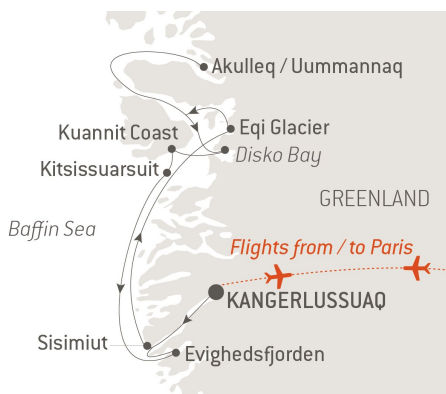 Akulleq / Uummannaq
Kuannit Coast
Eqi Glacier
Disko Bay
Kitsissuarsuit
GREENLAND
Baffin Sea
Flights from / to Paris
KANGERLUSSUAQ
Sisimiut
Evighedsfjorden